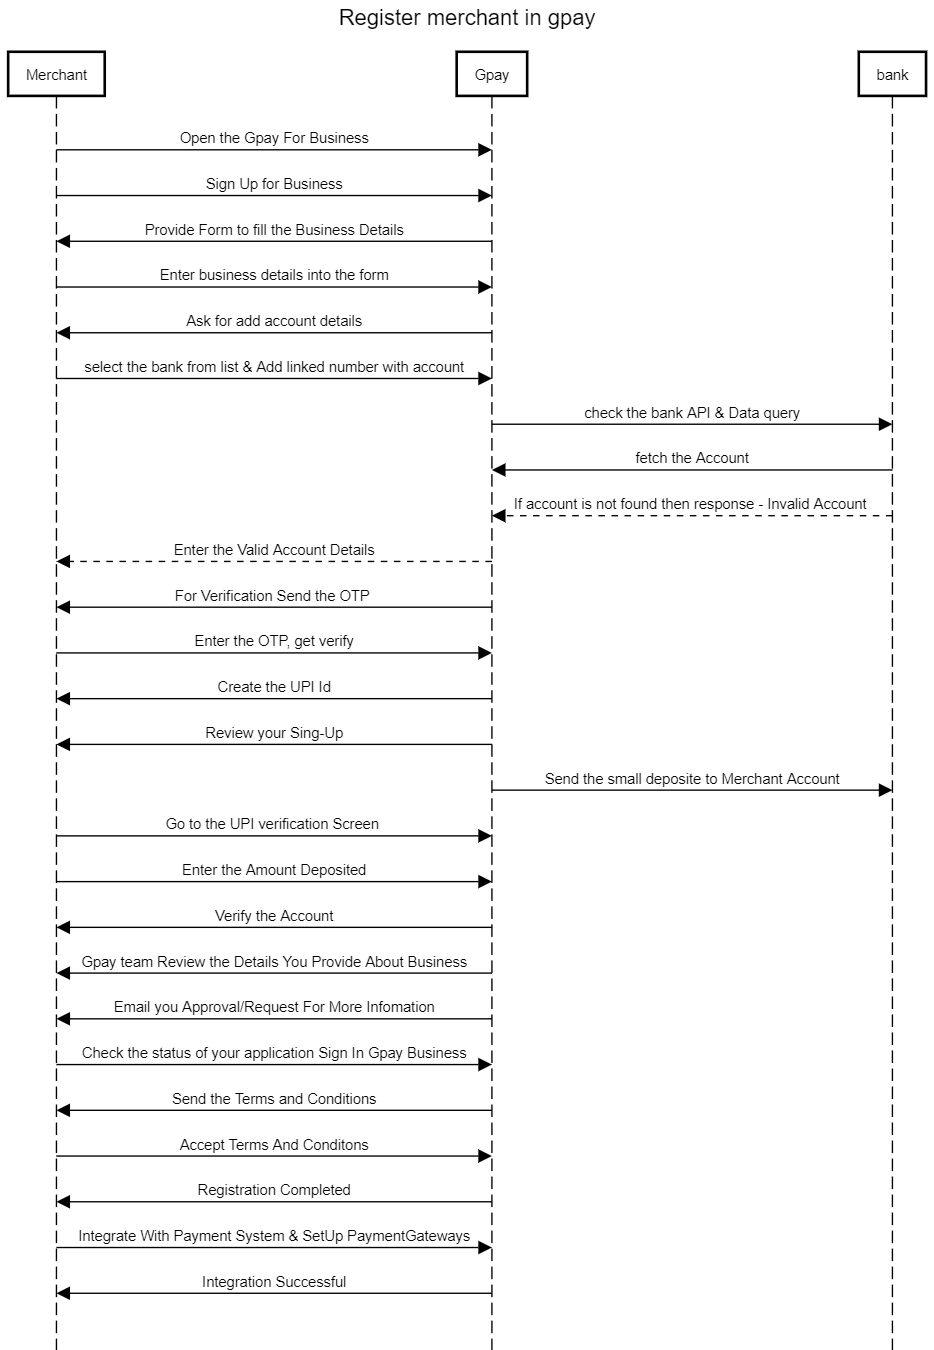 Register merchant in gpay
Merchant
Gpay
bank
Open the Gpay For Business
Sign Up for Business
Provide Form to fill the Business Details
Enter business details into the form
Ask for add account details
select the bank from list & Add linked number with account
check the bank API & Data query
fetch the Account
If account is not found then response - Invalid Account
Enter the Valid Account Details
For Verification Send the OTP
Enter the OTP, get verify
Create the UPI Id
Review your Sing-Up
Send the small deposite to Merchant Account
Go to the UPI verification Screen
Enter the Amount Deposited
Verify the Account
Gpay team Review the Details You Provide About Business
Email you Approval/Request For More Infomation
Check the status of your application Sign In Gpay Business
Send the Terms and Conditions
Accept Terms And Conditons
Registration Completed
Integrate With Payment System & SetUp PaymentGateways
Integration Successful